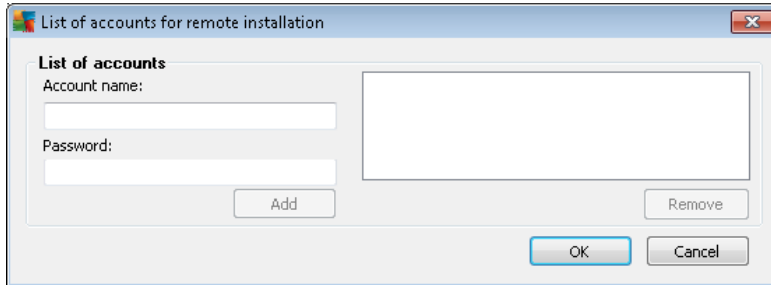 List of accounts for remote installation
List of accounts
Account name:
Password:
Add
Remove
OK
Cancel